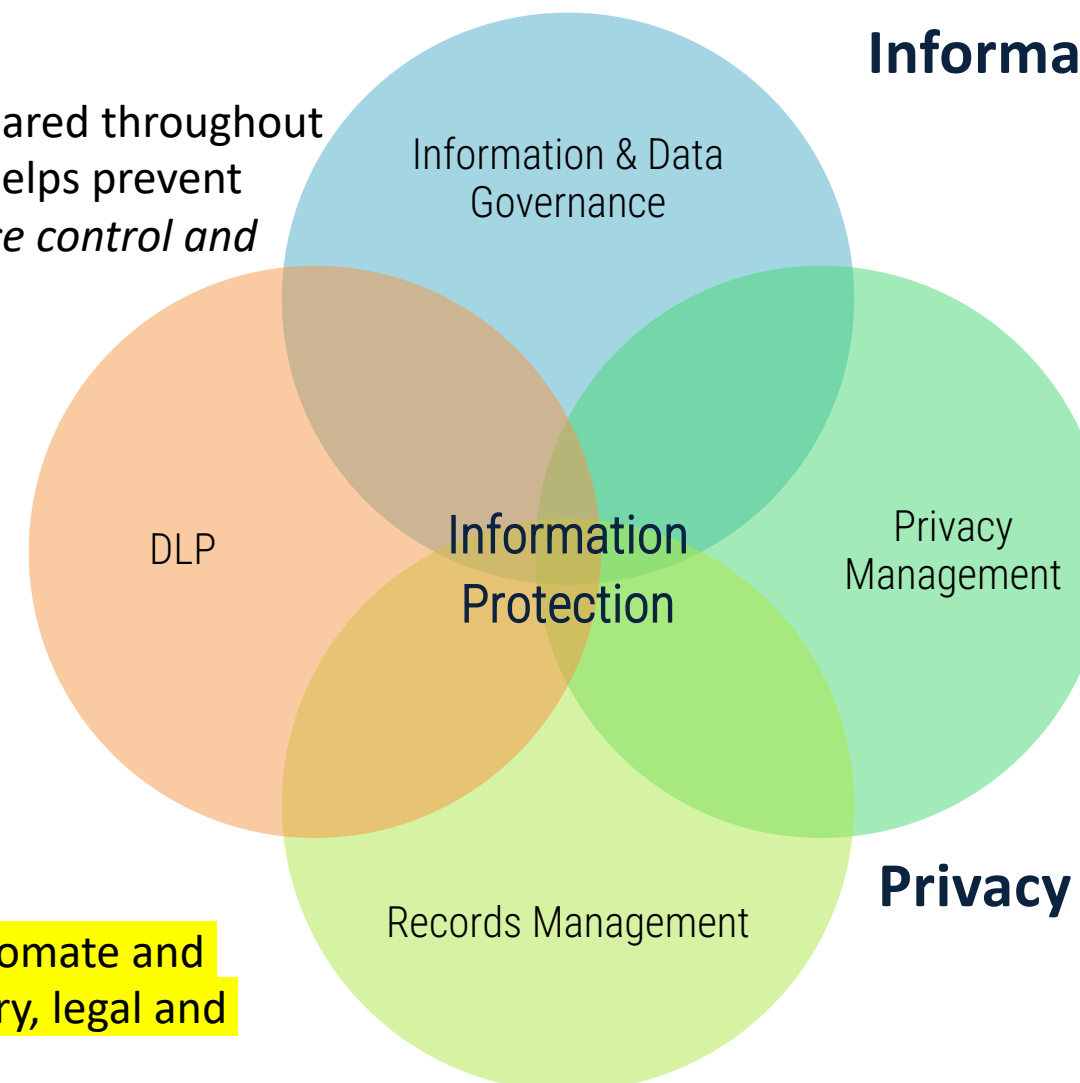 Informa
ared throughout
elps prevent
ce control and
Information & Data
Governance
DLP
Information
Protection
Privacy
Management
Records Management
Privacy
omate and
ry, legal and